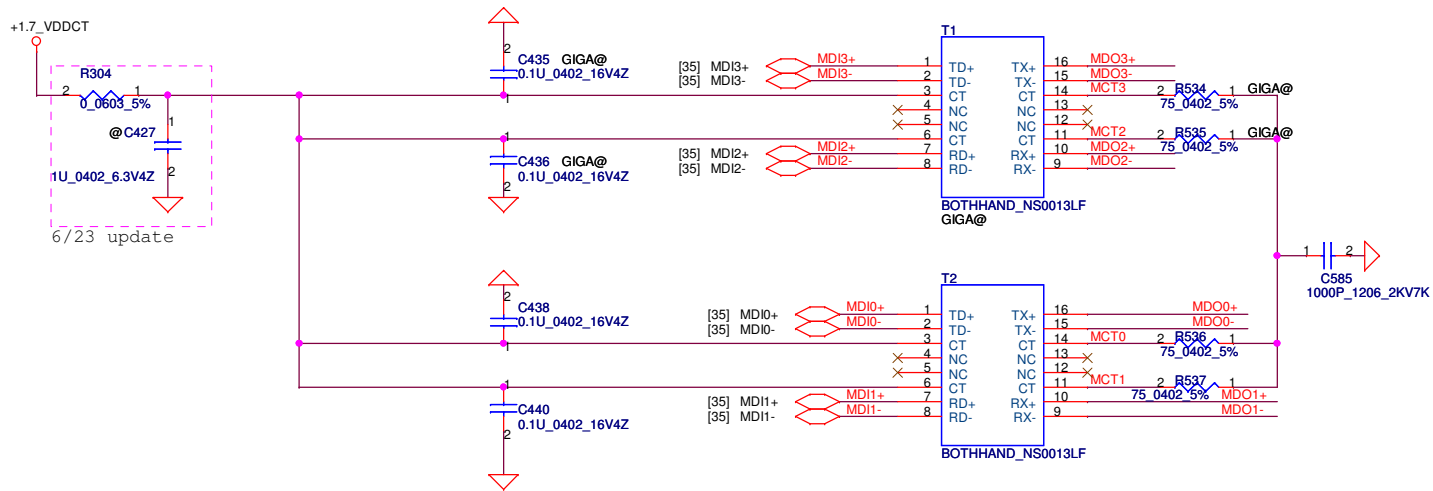 +1.7_VDDCT
R304
2 1
0_0603_5%
1
@C427
2
1U_0402_6.3V4Z
6/23 update
2
C435 GIGA@
0.1U_0402_16V4Z
1
1
C436 GIGA@
0.1U_0402_16V4Z
2
2
C438
0.1U_0402_16V4Z
1
1
C440
0.1U_0402_16V4Z
2
[35] MDI3+ MDI3+
[35] MDI3- MDI3-
[35] MDI2+ MDI2+
[35] MDI2- MDI2-
T1
1 TD+ TX+ 16 MDO3+
2 TD- TX- 15 MDO3-
3 CT CT 14 MCT3 2 R534 1 GIGA@
75_0402_5%
4 NC NC 13
5 NC NC 12
6 CT CT 11 MCT2 2 R535 1 GIGA@
75_0402_5%
7 RD+ RX+ 10 MDO2+
8 RD- RX- 9 MDO2-
BOTHHAND_NS0013LF
GIGA@
1 2
C585
1000P_1206_2KV7K
[35] MDI0+ MDI0+
[35] MDI0- MDI0-
[35] MDI1+ MDI1+
[35] MDI1- MDI1-
T2
1 TD+ TX+ 16 MDO0+
2 TD- TX- 15 MDO0-
3 CT CT 14 MCT0 2 R536 1
75_0402_5%
4 NC NC 13
5 NC NC 12
6 CT CT 11 MCT1 2 R537 1
75_0402_5%
7 RD+ RX+ 10 MDO1+
8 RD- RX- 9 MDO1-
BOTHHAND_NS0013LF